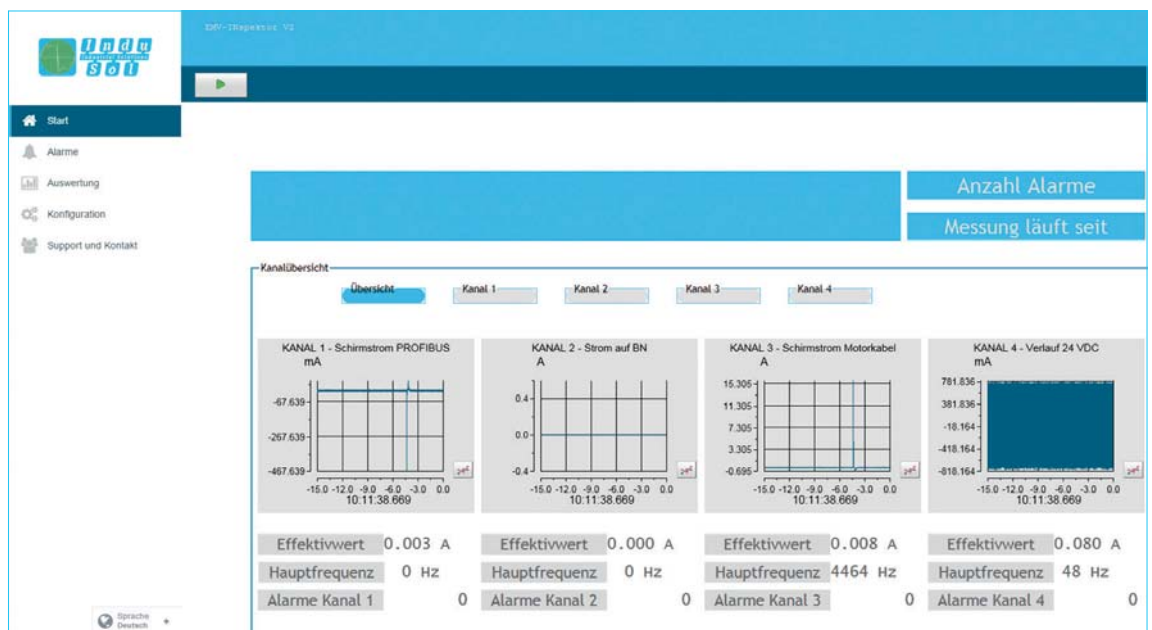 Indu
Industrial Solutions
Sol
EMV-INspektor V2
Start
Alarme
Auswertung
Konfiguration
Support und Kontakt
Anzahl Alarme
Messung läuft seit
Kanalübersicht
Übersicht Kanal 1 Kanal 2 Kanal 3 Kanal 4
KANAL 1 - Schirmstrom PROFIBUS
mA
-67.639
-267.639
-467.639
-15.0 -12.0 -9.0 -6.0 -3.0 0.0
10:11:38.669
KANAL 2 - Strom auf BN
A
0.4
0.0
-0.4
-15.0 -12.0 -9.0 -6.0 -3.0 0.0
10:11:38.669
KANAL 3 - Schirmstrom Motorkabel
A
15.305
11.305
7.305
3.305
-0.695
-15.0 -12.0 -9.0 -6.0 -3.0 0.0
10:11:38.669
KANAL 4 - Verlauf 24 VDC
mA
781.836
381.836
-18.164
-418.164
-818.164
-15.0 -12.0 -9.0 -6.0 -3.0 0.0
10:11:38.669
Effektivwert 0.003 A
Hauptfrequenz 0 Hz
Alarme Kanal 1 0
Effektivwert 0.000 A
Hauptfrequenz 0 Hz
Alarme Kanal 2 0
Effektivwert 0.008 A
Hauptfrequenz 4464 Hz
Alarme Kanal 3 0
Effektivwert 0.080 A
Hauptfrequenz 48 Hz
Alarme Kanal 4 0
Sprache
Deutsch